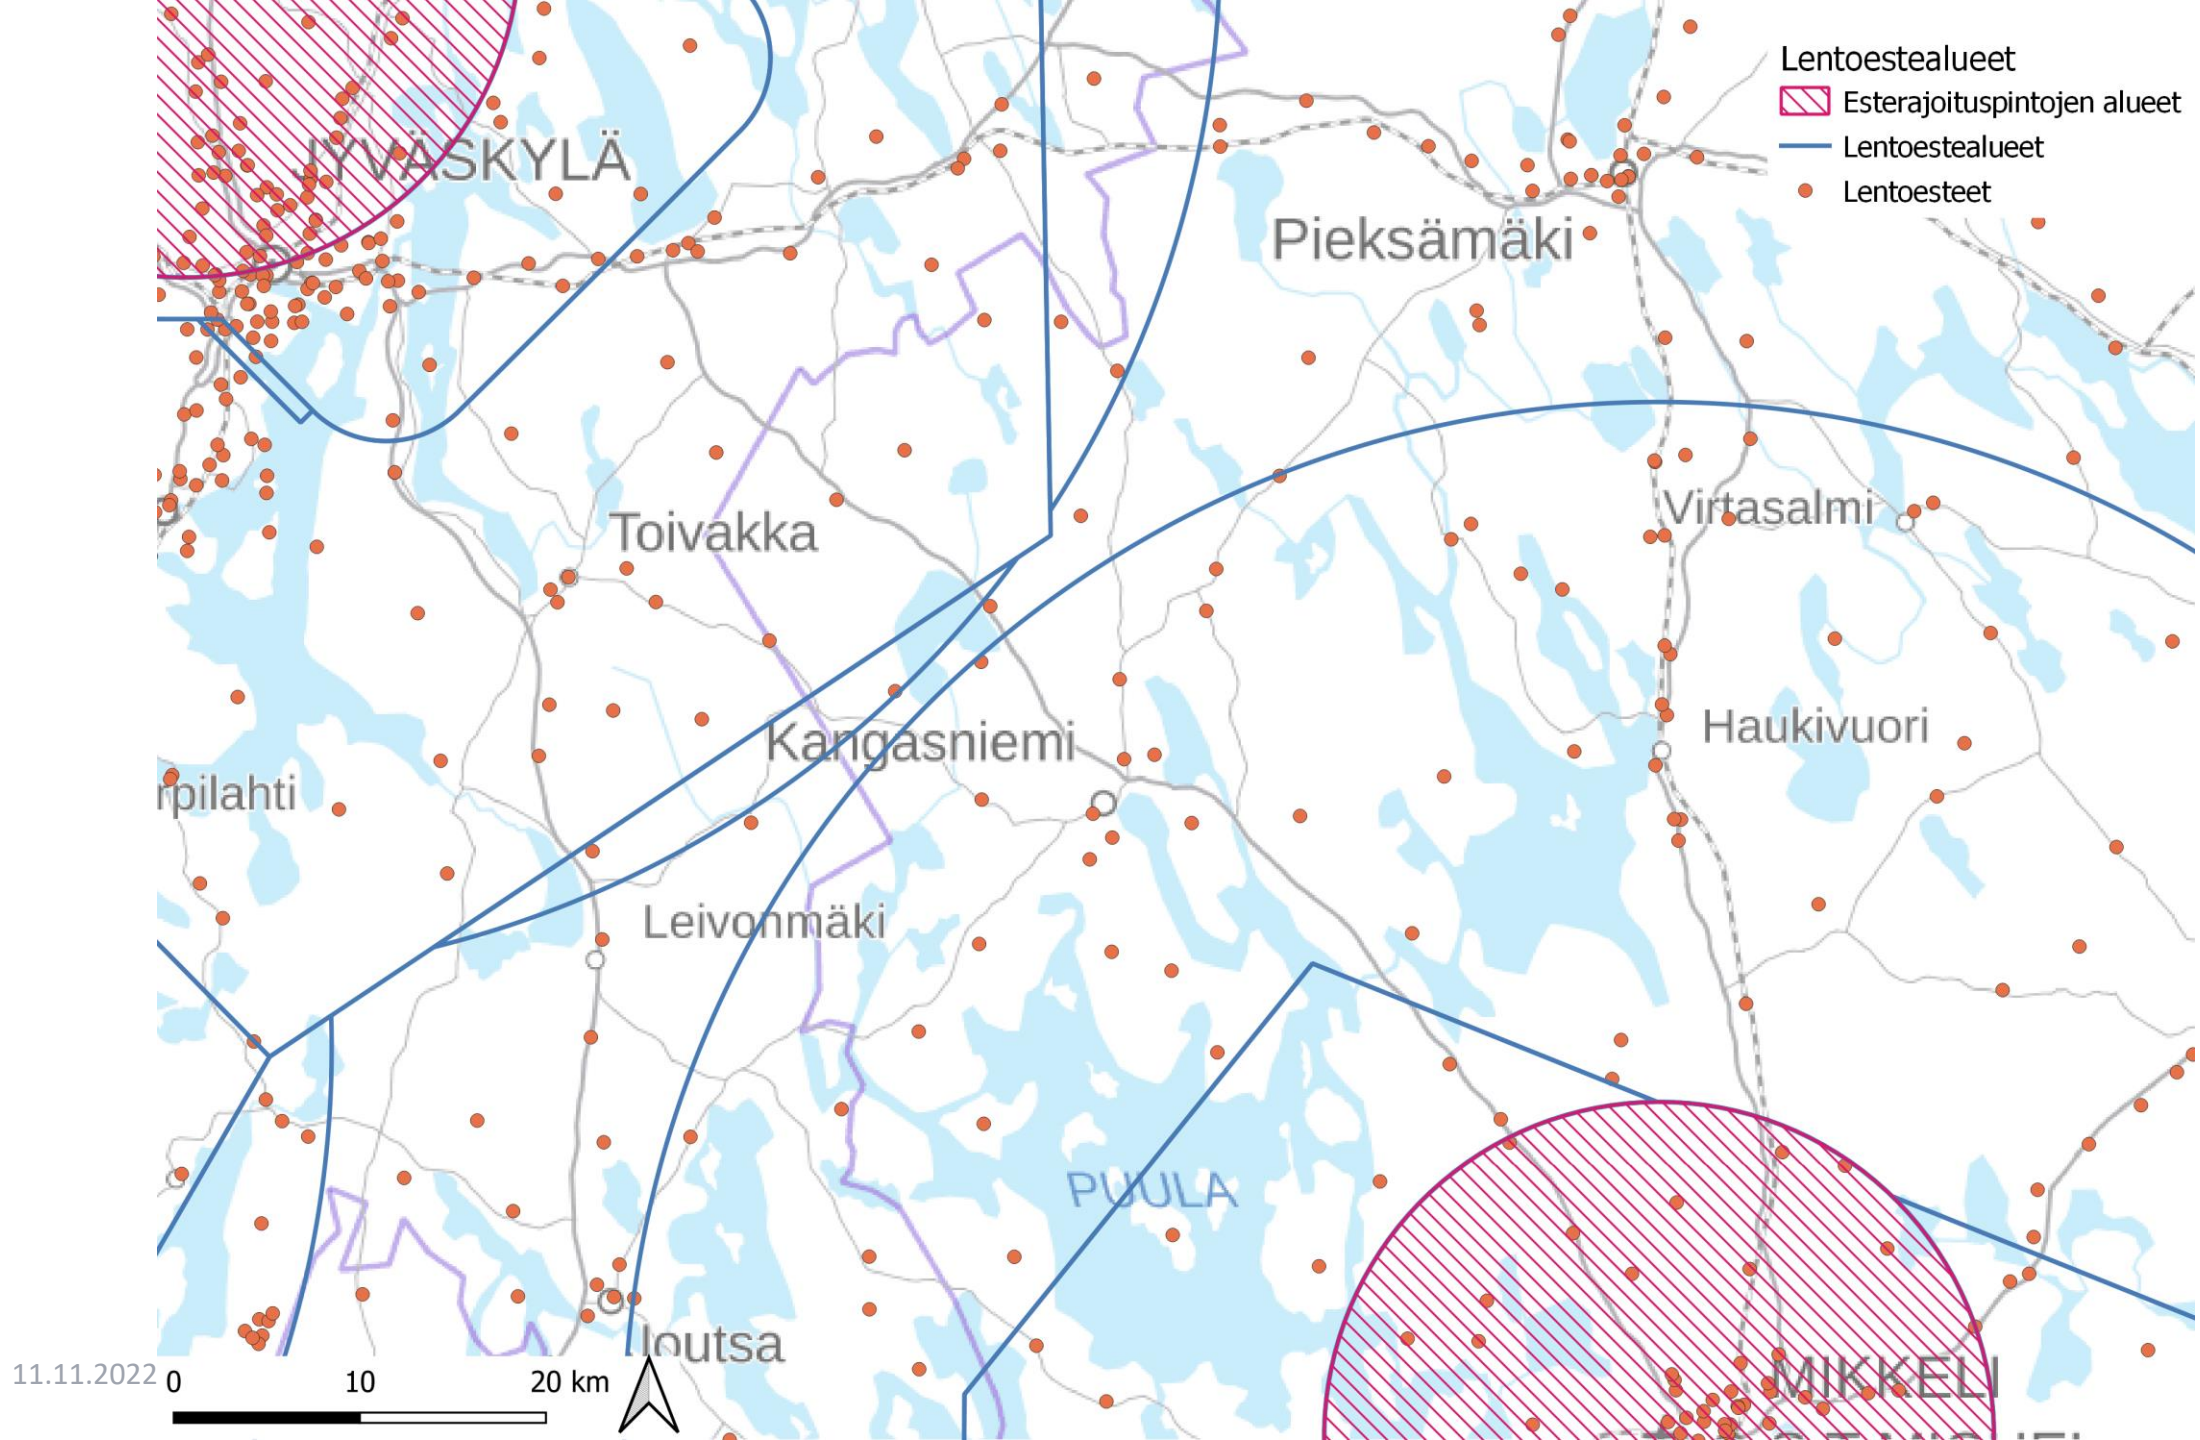 Lentoestealueet
Esterajoituspintojen alueet
Lentoestealueet
Lentoesteet
JYVÄSKYLÄ
Pieksämäki
Toivakka
Virtasalmi
Kangasniemi
Haukivuori
rpilahti
Leivonmäki
PUULA
Joutsa
MIKKELI
11.11.2022
0 10 20 km